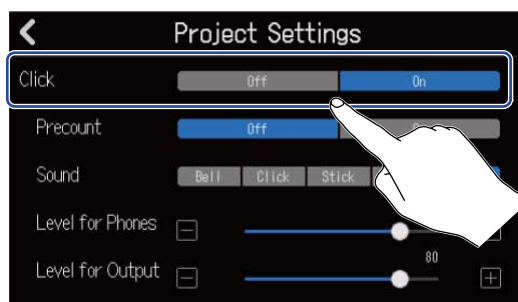 Project Settings
Click Off On
Precount Off
Sound Bell Click Stick
Level for Phones
80
Level for Output